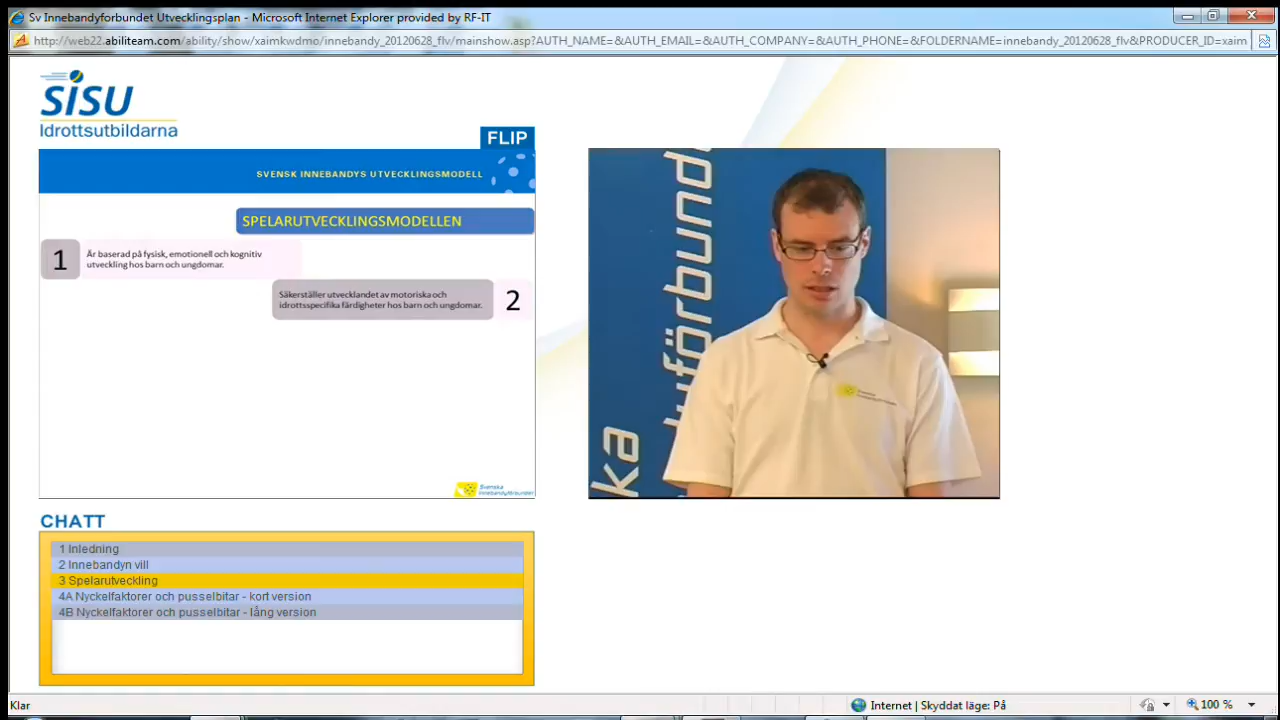 Sv Innebandyforbundet Utvecklingsplan - Microsoft Internet Explorer provided by RF-IT
http://web22.abiliteam.com/ability/show/xaimkwdmo/innebandy_20120628_flv/mainshow.asp?AUTH_NAME=&AUTH_EMAIL=&AUTH_COMPANY=&AUTH_PHONE=&FOLDERNAME=innebandy_20120628_flv&PRODUCER_ID=xaim
SISU
Idrottsutbildarna
FLIP
SVENSK INNEBANDYS UTVECKLINGSMODELL
SPELARUTVECKLINGSMODELLEN
1
Är baserad på fysisk, emotionell och kognitiv
utveckling hos barn och ungdomar.
Säkerställer utvecklandet av motoriska och
idrottsspecifika färdigheter hos barn och ungdomar.
2
Svenska
Innebandyförbundet
ka
yförbund
CHATT
1 Inledning
2 Innebandyn vill
3 Spelarutveckling
4A Nyckelfaktorer och pusselbitar - kort version
4B Nyckelfaktorer och pusselbitar - lång version
Klar
Internet | Skyddat läge: På
100 %